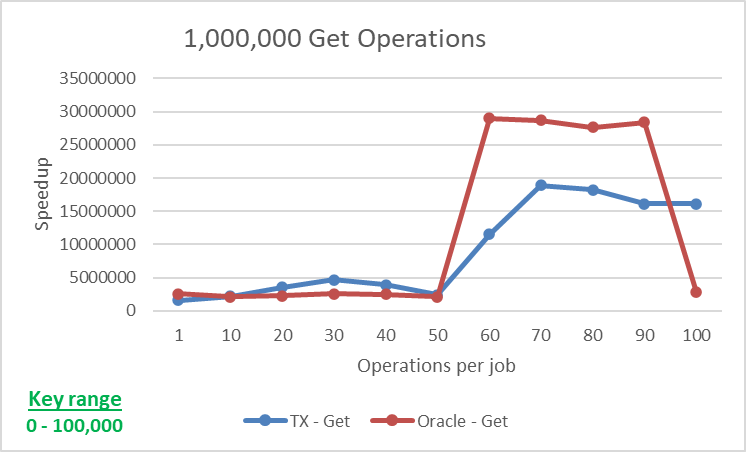 1,000,000 Get Operations
35000000
30000000
25000000
20000000
15000000
10000000
5000000
0
Speedup
1 10 20 30 40 50 60 70 80 90 100
Operations per job
Key range
0 - 100,000
TX - Get Oracle - Get